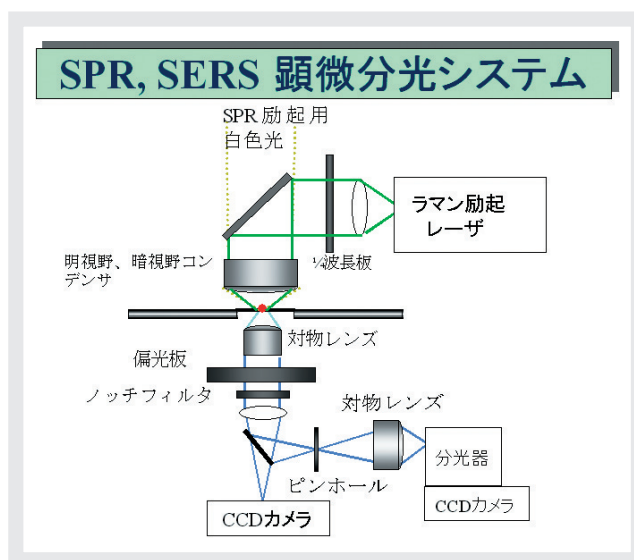 SPR, SERS 顕微分光システム
SPR励起用
白色光
ラマン励起
レーザ
明視野、暗視野コン
デンサ
¼波長板
対物レンズ
偏光板
ノッチフィルタ
対物レンズ
分光器
ピンホール
CCDカメラ
CCDカメラ